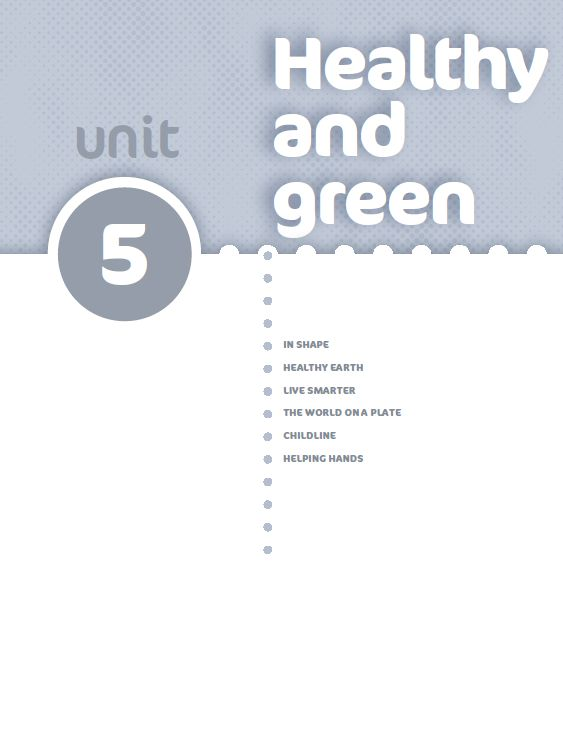 unit
5
Healthy
and
green
IN SHAPE
HEALTHY EARTH
LIVE SMARTER
THE WORLD ON A PLATE
CHILDLINE
HELPING HANDS